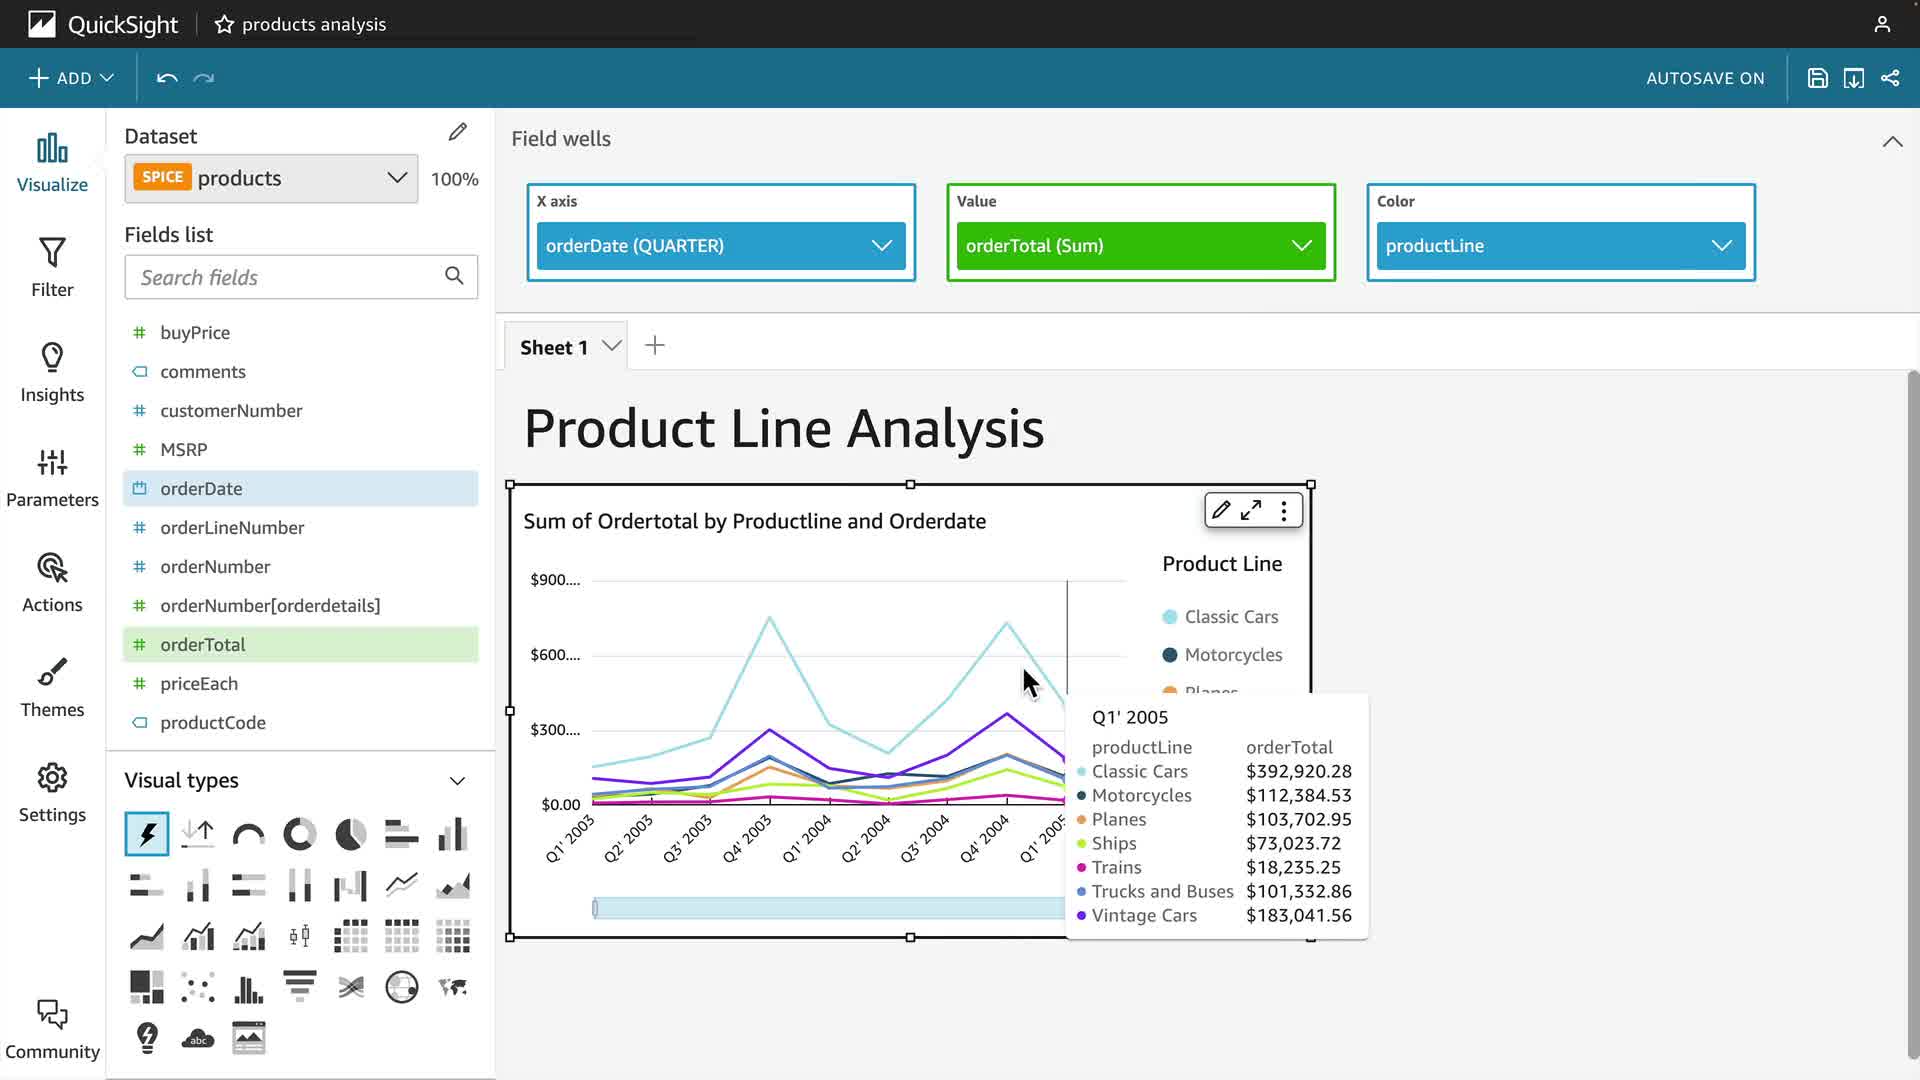 QuickSight
products analysis
ADD
AUTOSAVE ON
Visualize
Filter
Insights
Parameters
Actions
Themes
Settings
Community
Dataset
SPICE products
100%
Fields list
Search fields
buyPrice
comments
customerNumber
MSRP
orderDate
orderLineNumber
orderNumber
orderNumber[orderdetails]
orderTotal
priceEach
productCode
Visual types
abc
Field wells
X axis
orderDate (QUARTER)
Value
orderTotal (Sum)
Color
productLine
Sheet 1
Product Line Analysis
Sum of Ordertotal by Productline and Orderdate
$900....
$600....
$300....
$0.00
Q1' 2003
Q2' 2003
Q3' 2003
Q4' 2003
Q1' 2004
Q2' 2004
Q3' 2004
Q4' 2004
Q1' 2005
Product Line
Classic Cars
Motorcycles
Planes
Q1' 2005
productLine orderTotal
Classic Cars $392,920.28
Motorcycles $112,384.53
Planes $103,702.95
Ships $73,023.72
Trains $18,235.25
Trucks and Buses $101,332.86
Vintage Cars $183,041.56